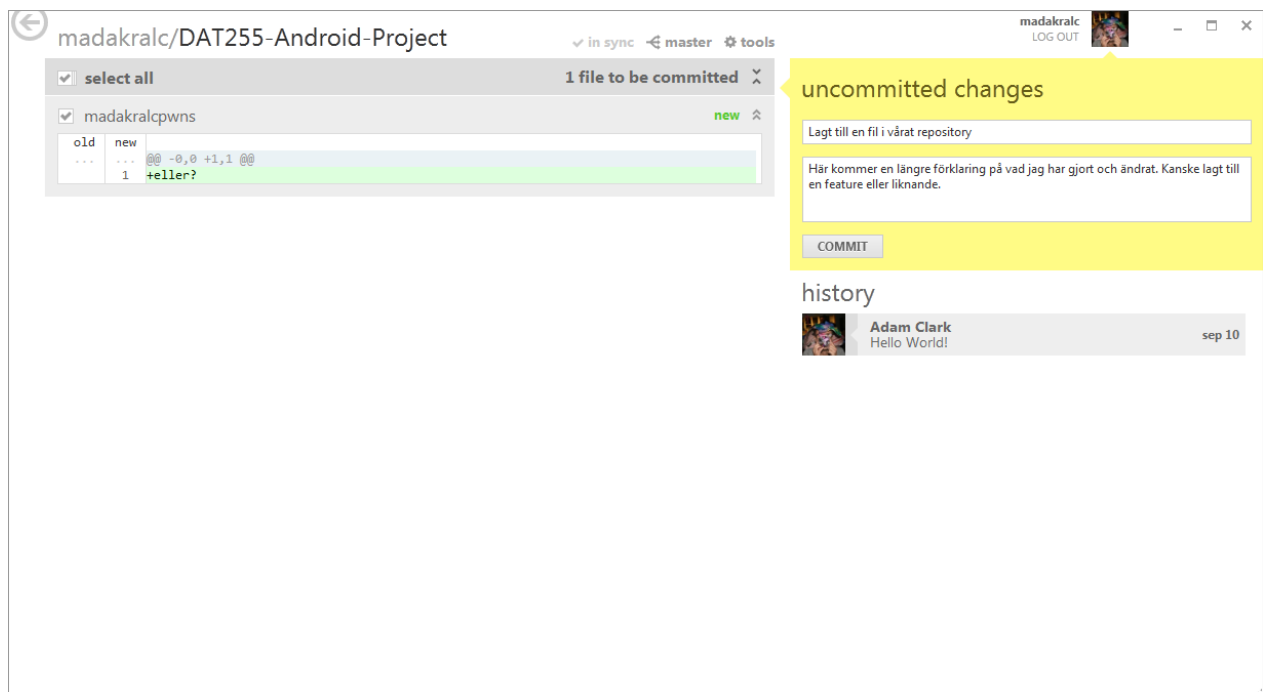 madakralc/DAT255-Android-Project
in sync master tools
madakralc
LOG OUT
select all 1 file to be committed
madakralcpwns new
old new
... ... @@ -0,0 +1,1 @@
1 +eller?
uncommitted changes
Lagt till en fil i vårat repository
Här kommer en längre förklaring på vad jag har gjort och ändrat. Kanske lagt till
en feature eller liknande.
COMMIT
history
Adam Clark
Hello World!
sep 10